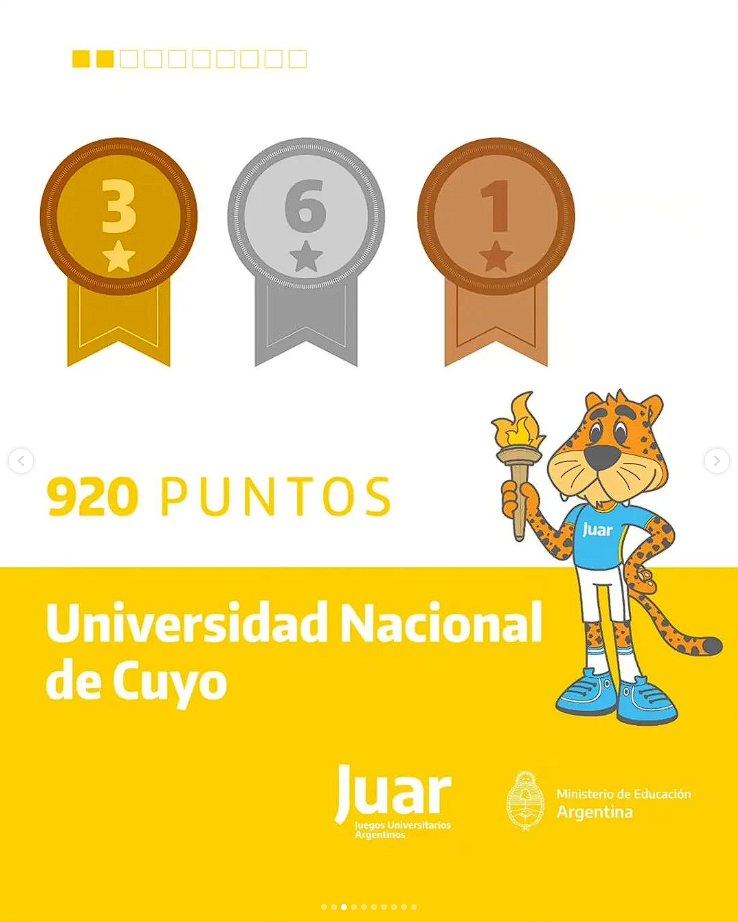 3
6
1
920 PUNTOS
Juar
Universidad Nacional
de Cuyo
Juar
Juegos Universitarios
Argentinos
Ministerio de Educación
Argentina